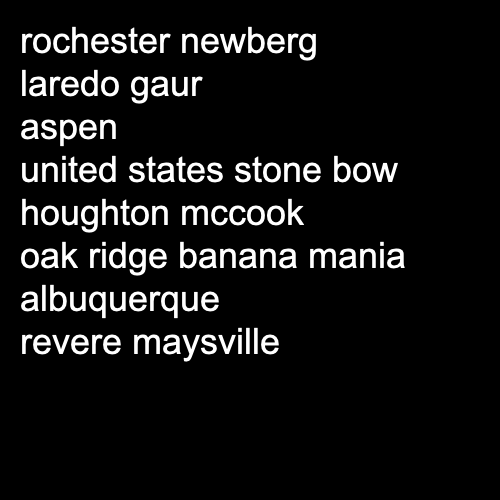 rochester newberg
laredo gaur
aspen
united states stone bow
houghton mccook
oak ridge banana mania
albuquerque
revere maysville